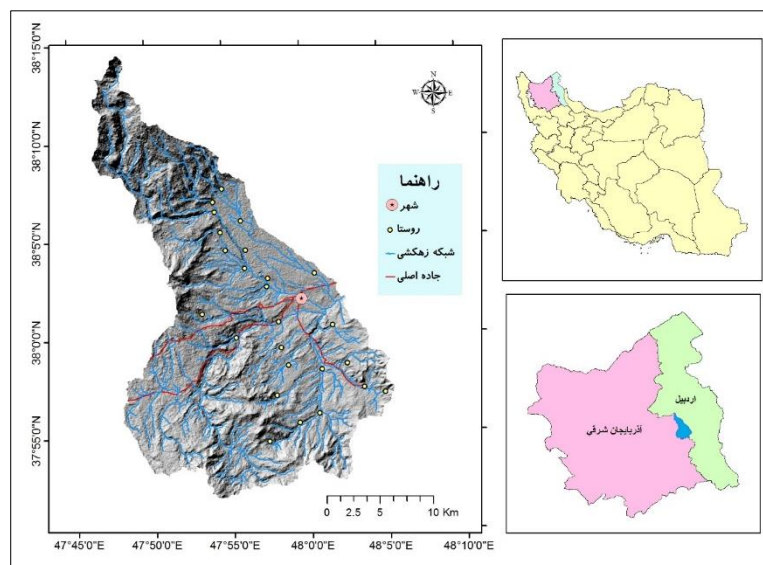 38°15'0"N
38°10'0"N
38°5'0"N
38°0'0"N
37°55'0"N
N
W E
S
راهنما
شهر
روستا
شبکه زهکشی
جاده اصلی
0 2.5 5 10 Km
47°45'0"E 47°50'0"E 47°55'0"E 48°0'0"E 48°5'0"E 48°10'0"E
اردبیل
آذربایجان شرقی